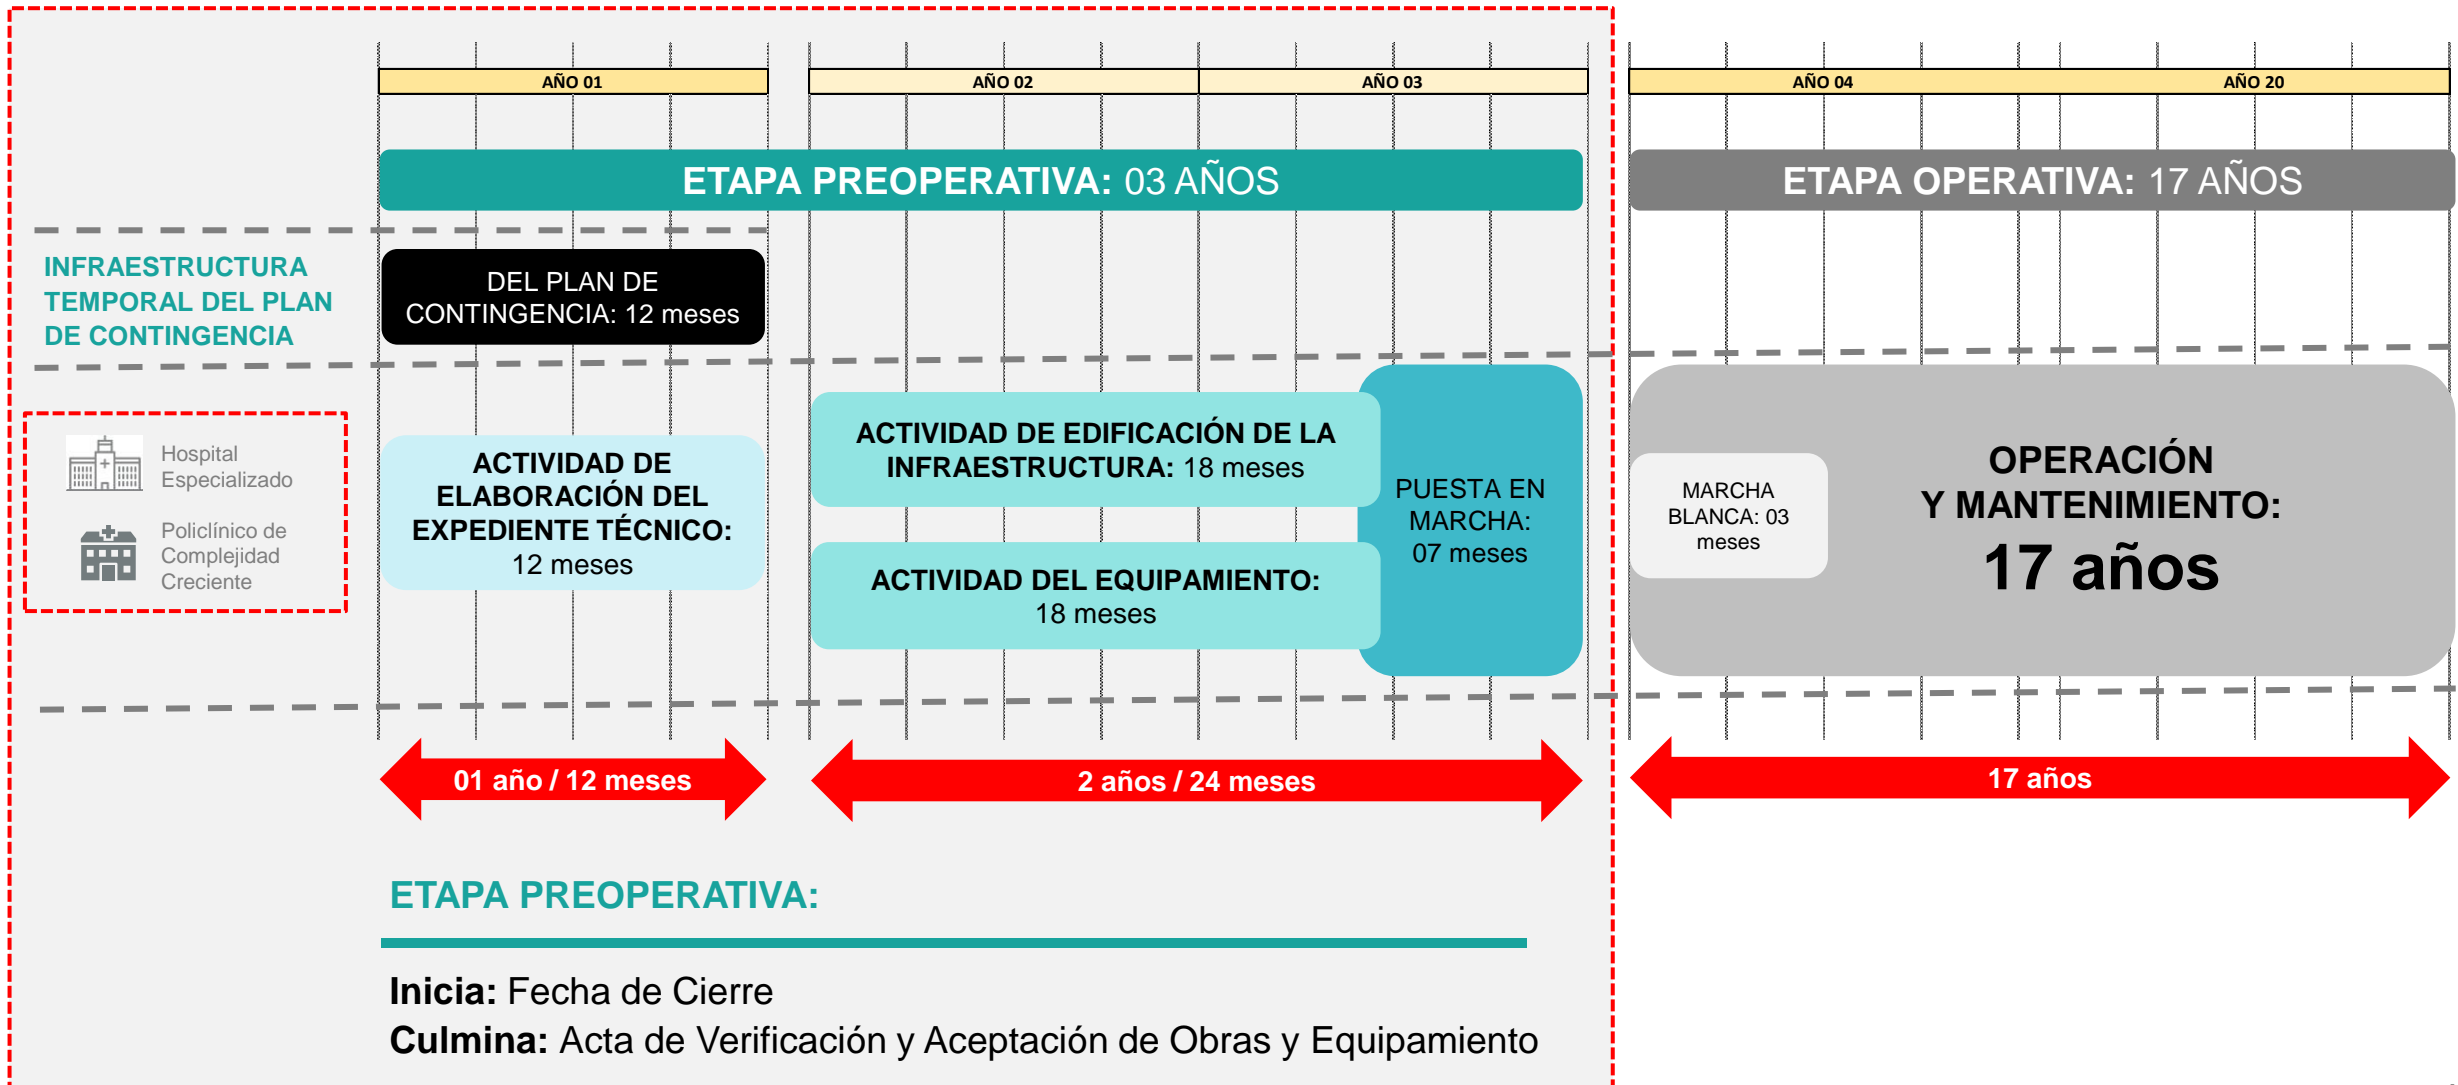 AÑO 01
AÑO 02
AÑO 03
AÑO 04
AÑO 20
ETAPA PREOPERATIVA: 03 AÑOS
ETAPA OPERATIVA: 17 AÑOS
INFRAESTRUCTURA
TEMPORAL DEL PLAN
DE CONTINGENCIA
DEL PLAN DE
CONTINGENCIA: 12 meses
Hospital
Especializado
Policlínico de
Complejidad
Creciente
ACTIVIDAD DE
ELABORACIÓN DEL
EXPEDIENTE TÉCNICO:
12 meses
ACTIVIDAD DE EDIFICACIÓN DE LA
INFRAESTRUCTURA: 18 meses
ACTIVIDAD DEL EQUIPAMIENTO:
18 meses
PUESTA EN
MARCHA:
07 meses
MARCHA
BLANCA: 03
meses
OPERACIÓN
Y MANTENIMIENTO:
17 años
01 año / 12 meses
2 años / 24 meses
17 años
ETAPA PREOPERATIVA:
Inicia: Fecha de Cierre
Culmina: Acta de Verificación y Aceptación de Obras y Equipamiento